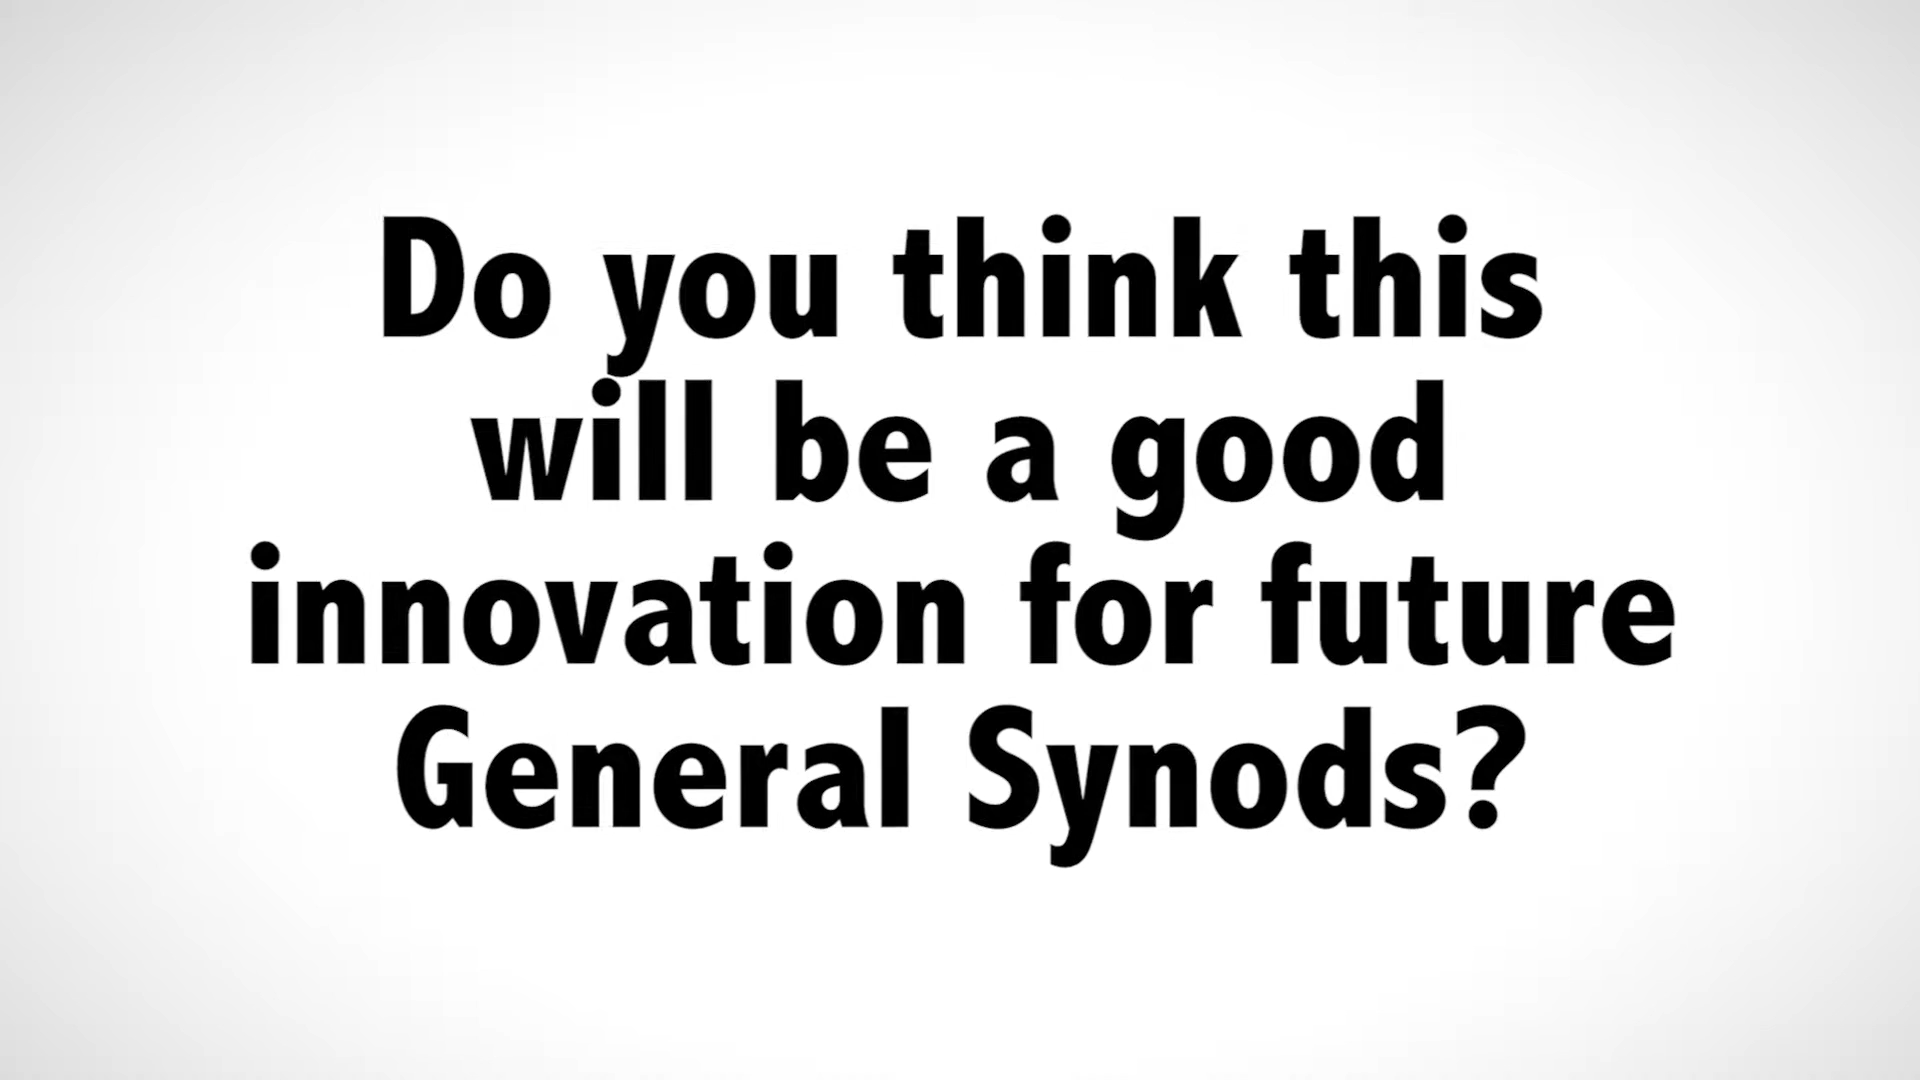 Do you think this
will be a good
innovation for future
General Synods?